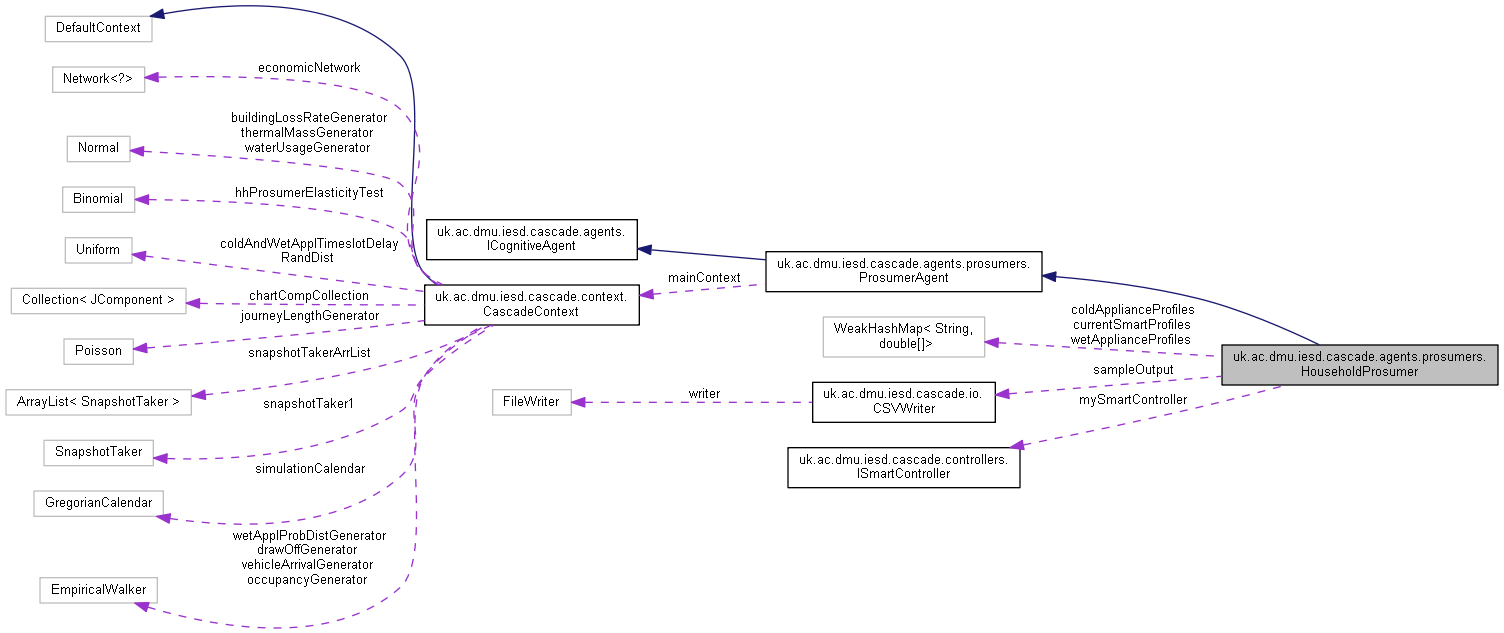 DefaultContext
economicNetwork
Network<?>
buildingLossRateGenerator
thermalMassGenerator
waterUsageGenerator
Normal
hhProsumerElasticityTest
Binomial
coldAndWetApplTimeslotDelay
RandDist
Uniform
uk.ac.dmu.iesd.cascade.agents.
ICognitiveAgent
uk.ac.dmu.iesd.cascade.agents.prosumers.
ProsumerAgent
mainContext
chartCompCollection
Collection< JComponent >
uk.ac.dmu.iesd.cascade.context.
CascadeContext
journeyLengthGenerator
Poisson
coldApplianceProfiles
currentSmartProfiles
wetApplianceProfiles
WeakHashMap< String,
double[]>
uk.ac.dmu.iesd.cascade.agents.prosumers.
HouseholdProsumer
snapshotTakerArrList
ArrayList< SnapshotTaker >
sampleOutput
writer
FileWriter
uk.ac.dmu.iesd.cascade.io.
CSVWriter
mySmartController
snapshotTaker1
SnapshotTaker
uk.ac.dmu.iesd.cascade.controllers.
ISmartController
simulationCalendar
GregorianCalendar
wetApplProbDistGenerator
drawOffGenerator
vehicleArrivalGenerator
occupancyGenerator
EmpiricalWalker